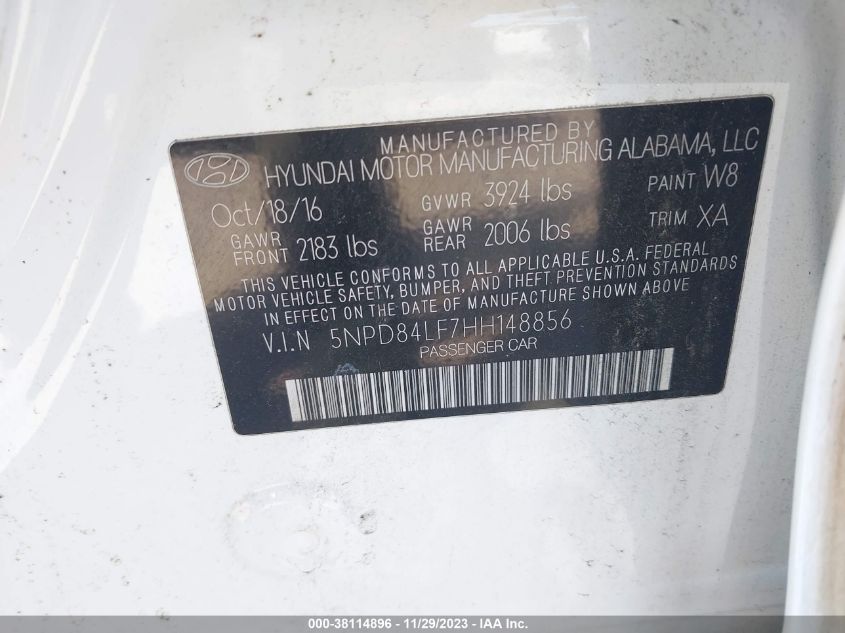 MANUFACTURED BY
HYUNDAI MOTOR MANUFACTURING ALABAMA, LLC
Oct/18/16 GVWR 3924 lbs PAINT W8
GAWR FRONT 2183 lbs GAWR REAR 2006 lbs TRIM XA
THIS VEHICLE CONFORMS TO ALL APPLICABLE U.S.A. FEDERAL
MOTOR VEHICLE SAFETY, BUMPER, AND THEFT PREVENTION STANDARDS
IN EFFECT ON THE DATE OF MANUFACTURE SHOWN ABOVE
V.I.N 5NPD84LF7HH148856
PASSENGER CAR
000-38114896 - 11/29/2023 - IAA Inc.